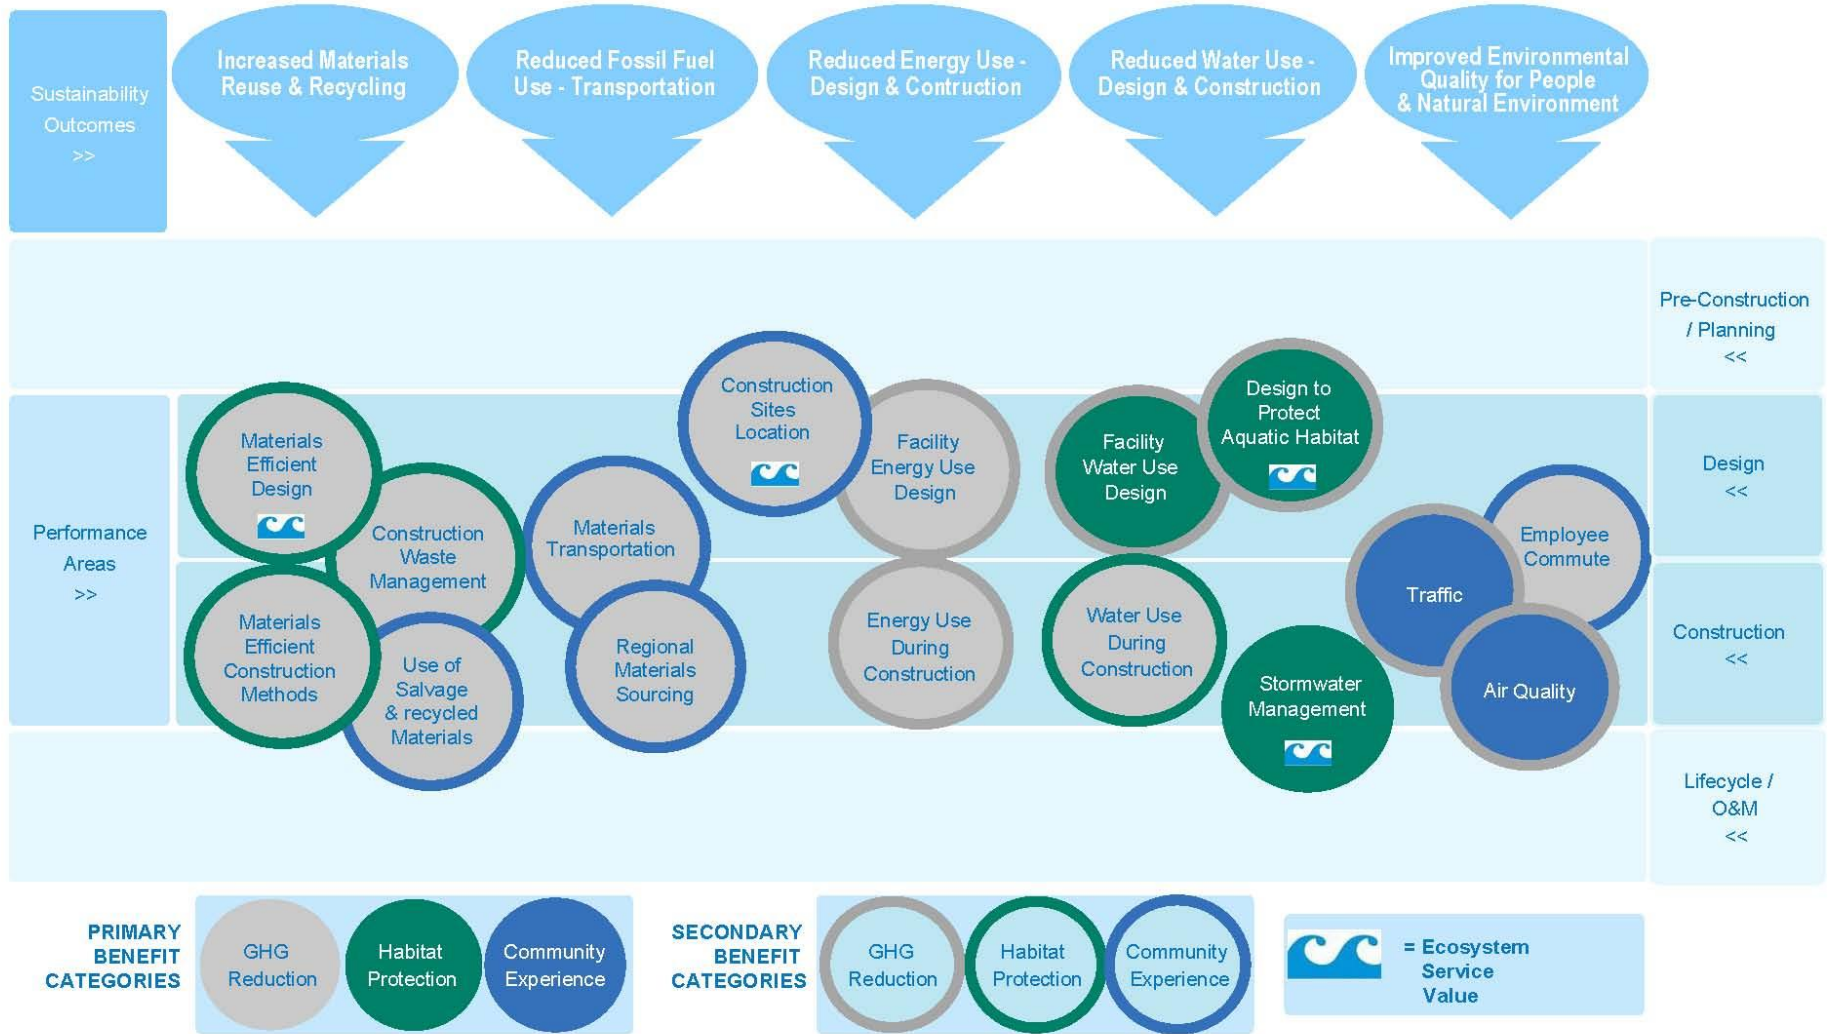 Sustainability
Outcomes
>>
Increased Materials
Reuse & Recycling
Reduced Fossil Fuel
Use - Transportation
Reduced Energy Use -
Design & Contruction
Reduced Water Use -
Design & Construction
Improved Environmental
Quality for People
& Natural Environment
Pre-Construction
/ Planning
<<
Design
<<
Construction
<<
Lifecycle /
O&M
<<
Performance
Areas
>>
Materials
Efficient
Design
Construction
Waste
Management
Materials
Efficient
Construction
Methods
Use of
Salvage
& recycled
Materials
Materials
Transportation
Regional
Materials
Sourcing
Construction
Sites
Location
Facility
Energy Use
Design
Energy Use
During
Construction
Facility
Water Use
Design
Design to
Protect
Aquatic Habitat
Water Use
During
Construction
Stormwater
Management
Traffic
Employee
Commute
Air Quality
PRIMARY
BENEFIT
CATEGORIES
GHG
Reduction
Habitat
Protection
Community
Experience
SECONDARY
BENEFIT
CATEGORIES
GHG
Reduction
Habitat
Protection
Community
Experience
= Ecosystem
Service
Value